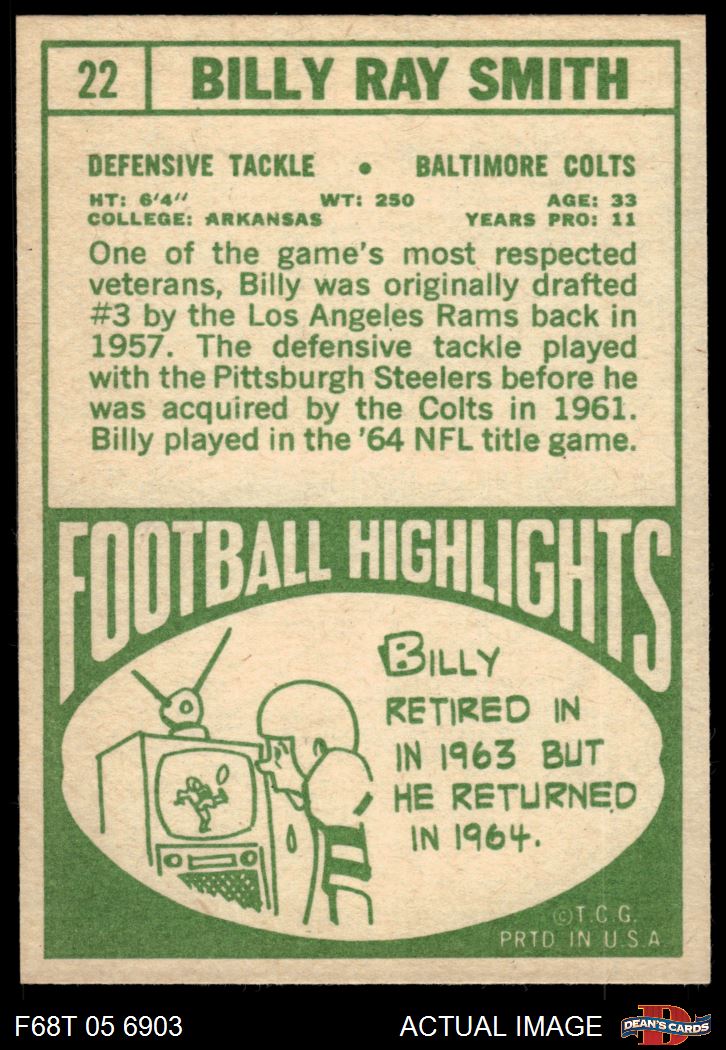 22 BILLY RAY SMITH
DEFENSIVE TACKLE • BALTIMORE COLTS
HT: 6'4" WT: 250 AGE: 33
COLLEGE: ARKANSAS YEARS PRO: 11
One of the game's most respected
veterans, Billy was originally drafted
#3 by the Los Angeles Rams back in
1957. The defensive tackle played
with the Pittsburgh Steelers before he
was acquired by the Colts in 1961.
Billy played in the '64 NFL title game.
FOOTBALL HIGHLIGHTS
BILLY
RETIRED IN
IN 1963 BUT
HE RETURNED
IN 1964.
©T.C.G.
PRTD IN U.S.A
F68T 05 6903 ACTUAL IMAGE
D
DEAN'S CARDS